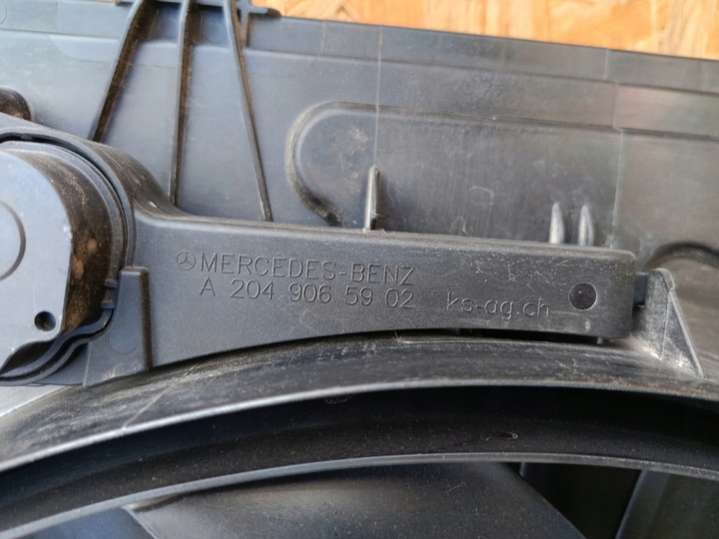 MERCEDES-BENZ
A 204 906 59 02 ks-ag.ch